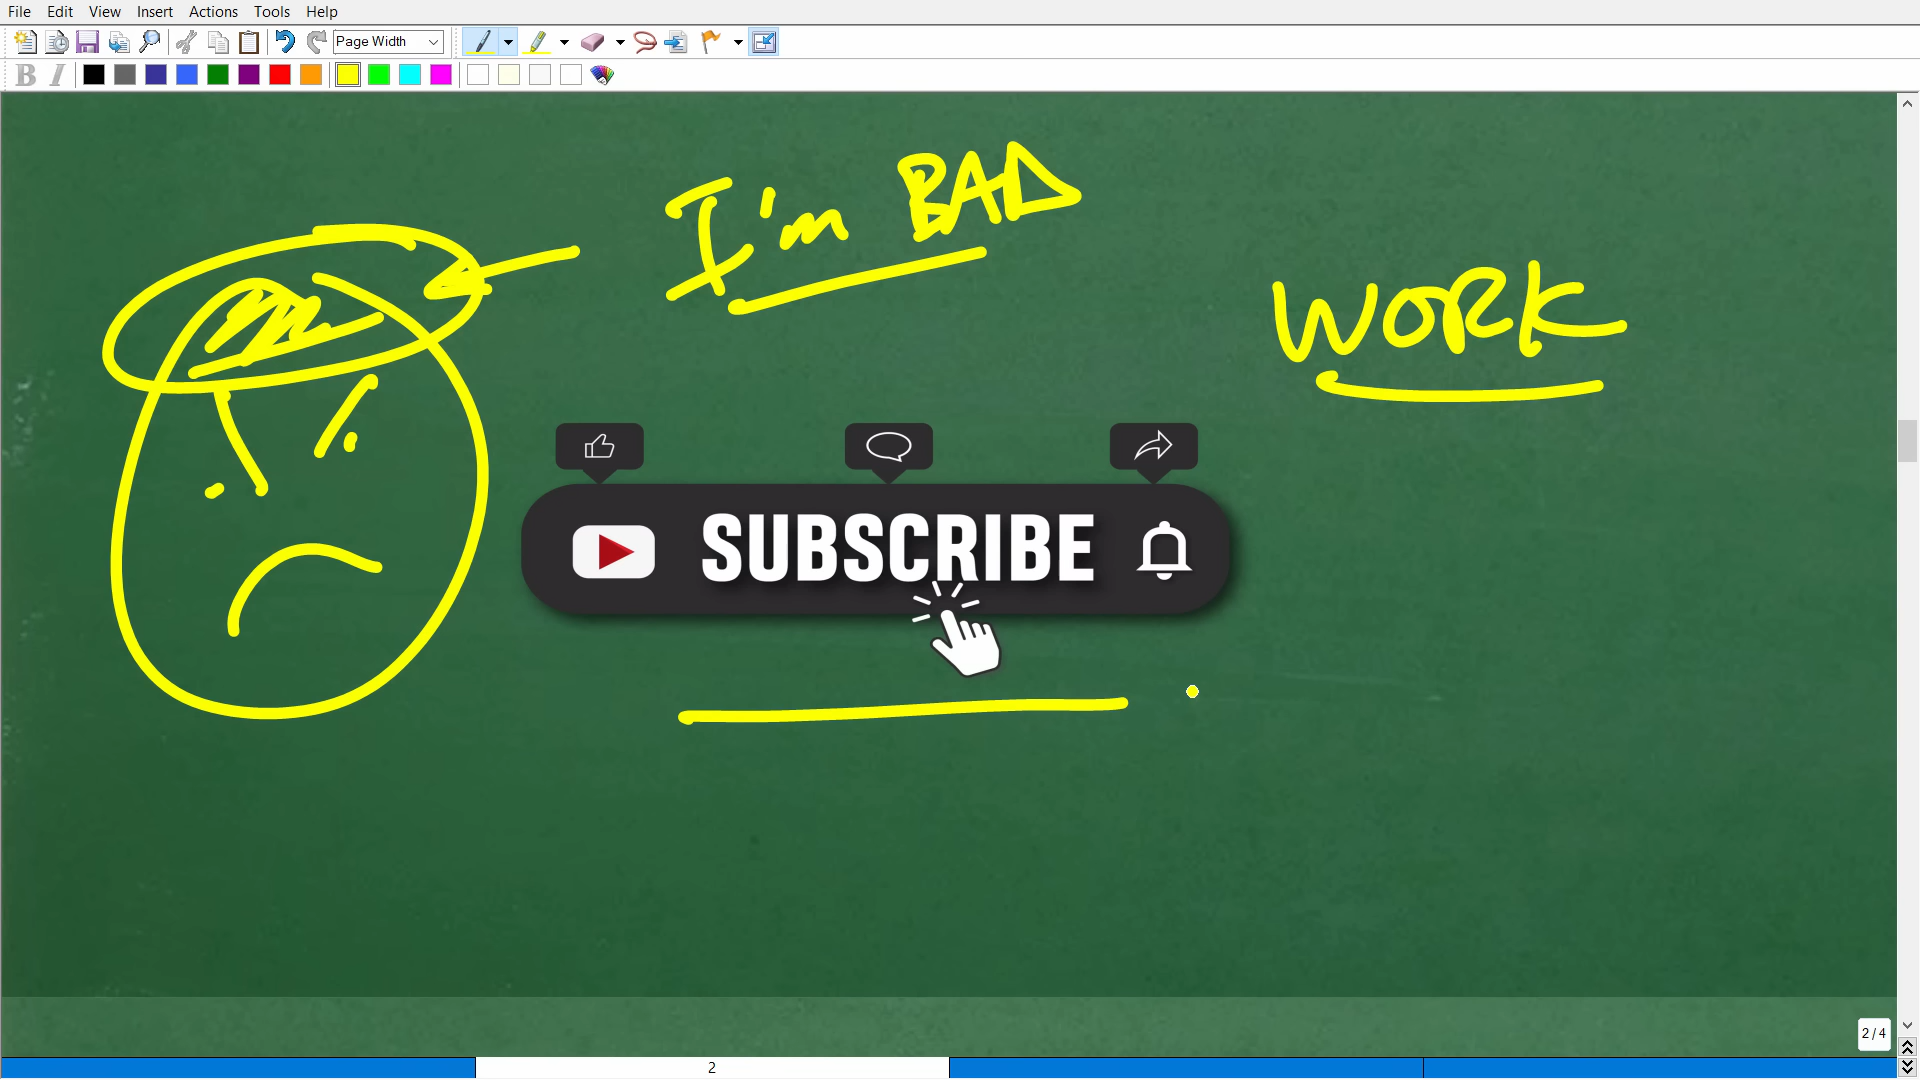 File Edit View Insert Actions Tools Help
Page Width
B I
I'm BAD
WORK
SUBSCRIBE
2 / 4
2